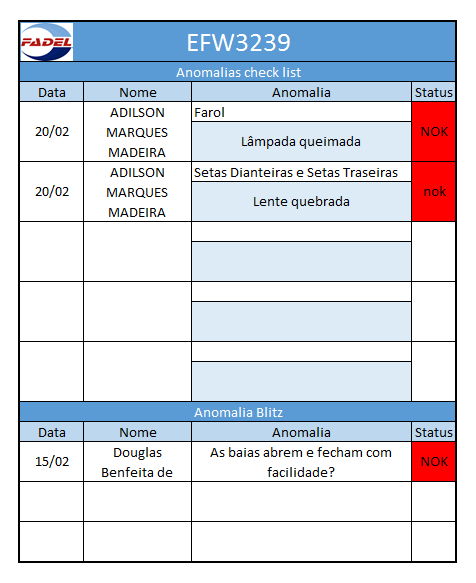 FADEL
EFW3239
Anomalias check list
Data Nome Anomalia Status
20/02
ADILSON
MARQUES
MADEIRA
Farol
Lâmpada queimada
NOK
20/02
ADILSON
MARQUES
MADEIRA
Setas Dianteiras e Setas Traseiras
Lente quebrada
nok
Anomalia Blitz
Data Nome Anomalia Status
15/02
Douglas
Benfeita de
As baias abrem e fecham com
facilidade?
NOK